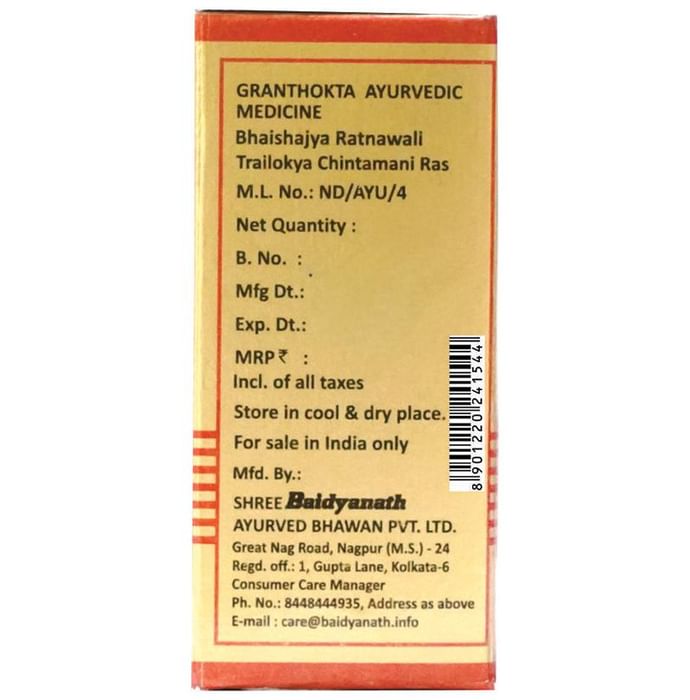 GRANTHOKTA AYURVEDIC
MEDICINE
Bhaishajya Ratnawali
Trailokya Chintamani Ras
M.L. No.: ND/AYU/4
Net Quantity :
B. No. :
Mfg Dt.:
Exp. Dt.:
MRP₹ :
Incl. of all taxes
Store in cool & dry place.
For sale in India only
Mfd. By.:
SHREE Baidyanath
AYURVED BHAWAN PVT. LTD.
Great Nag Road, Nagpur (M.S.) - 24
Regd. off.: 1, Gupta Lane, Kolkata-6
Consumer Care Manager
Ph. No.: 8448444935, Address as above
E-mail : care@baidyanath.info
8 901220 241544